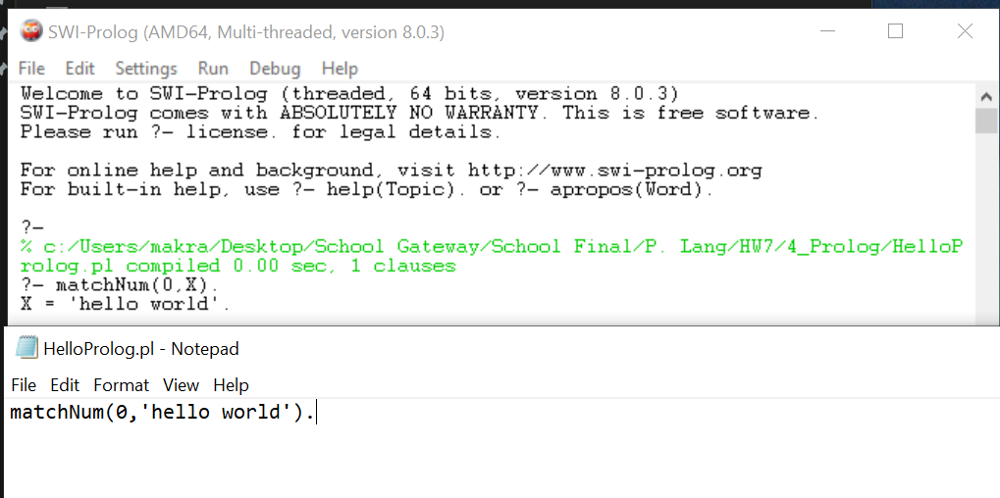 SWI-Prolog (AMD64, Multi-threaded, version 8.0.3)
File Edit Settings Run Debug Help
Welcome to SWI-Prolog (threaded, 64 bits, version 8.0.3)
SWI-Prolog comes with ABSOLUTELY NO WARRANTY. This is free software.
Please run ?- license. for legal details.
For online help and background, visit http://www.swi-prolog.org
For built-in help, use ?- help(Topic). or ?- apropos(Word).
?-
% c:/Users/makra/Desktop/School Gateway/School Final/P. Lang/HW7/4_Prolog/HelloP
rolog.pl compiled 0.00 sec, 1 clauses
?- matchNum(0,X).
X = 'hello world'.
HelloProlog.pl - Notepad
File Edit Format View Help
matchNum(0,'hello world').